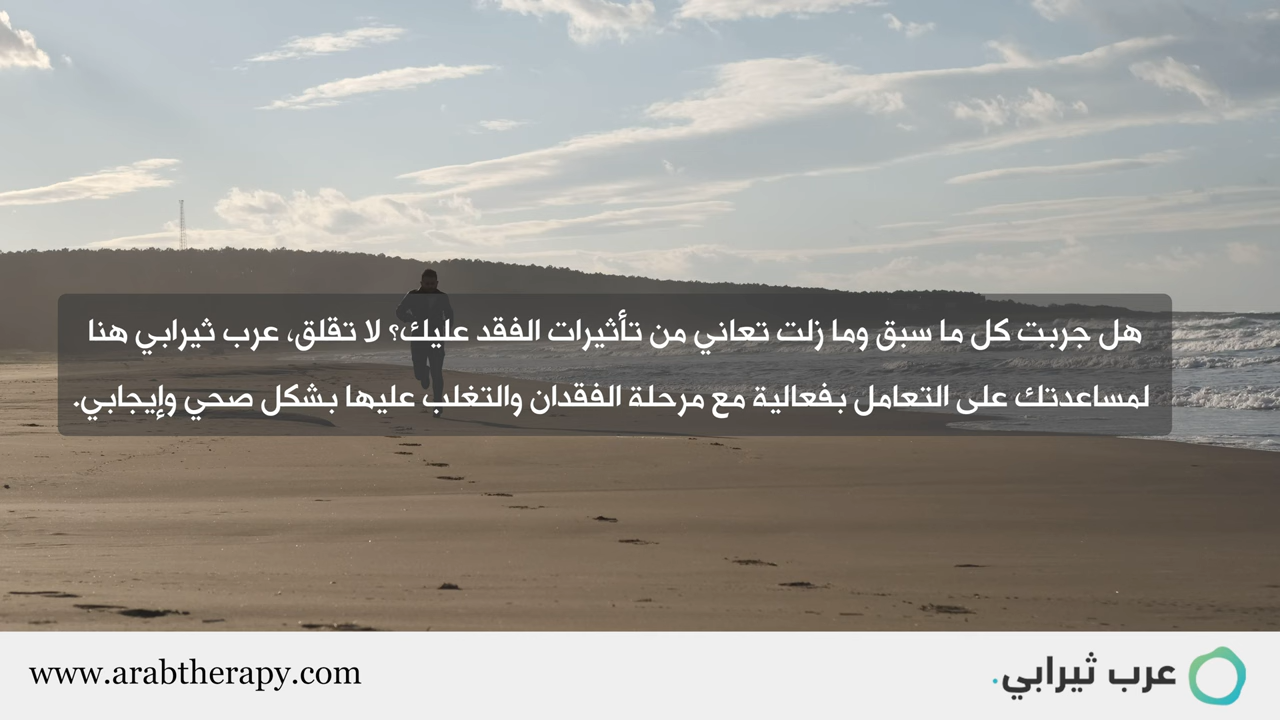 هل جربت كل ما سبق وما زلت تعاني من تأثيرات الفقد عليك؟ لا تقلق، عرب ثيرابي هنا
لمساعدتك على التعامل بفعالية مع مرحلة الفقدان والتغلب عليها بشكل صحي وإيجابي.
www.arabtherapy.com
عرب ثيرابي.